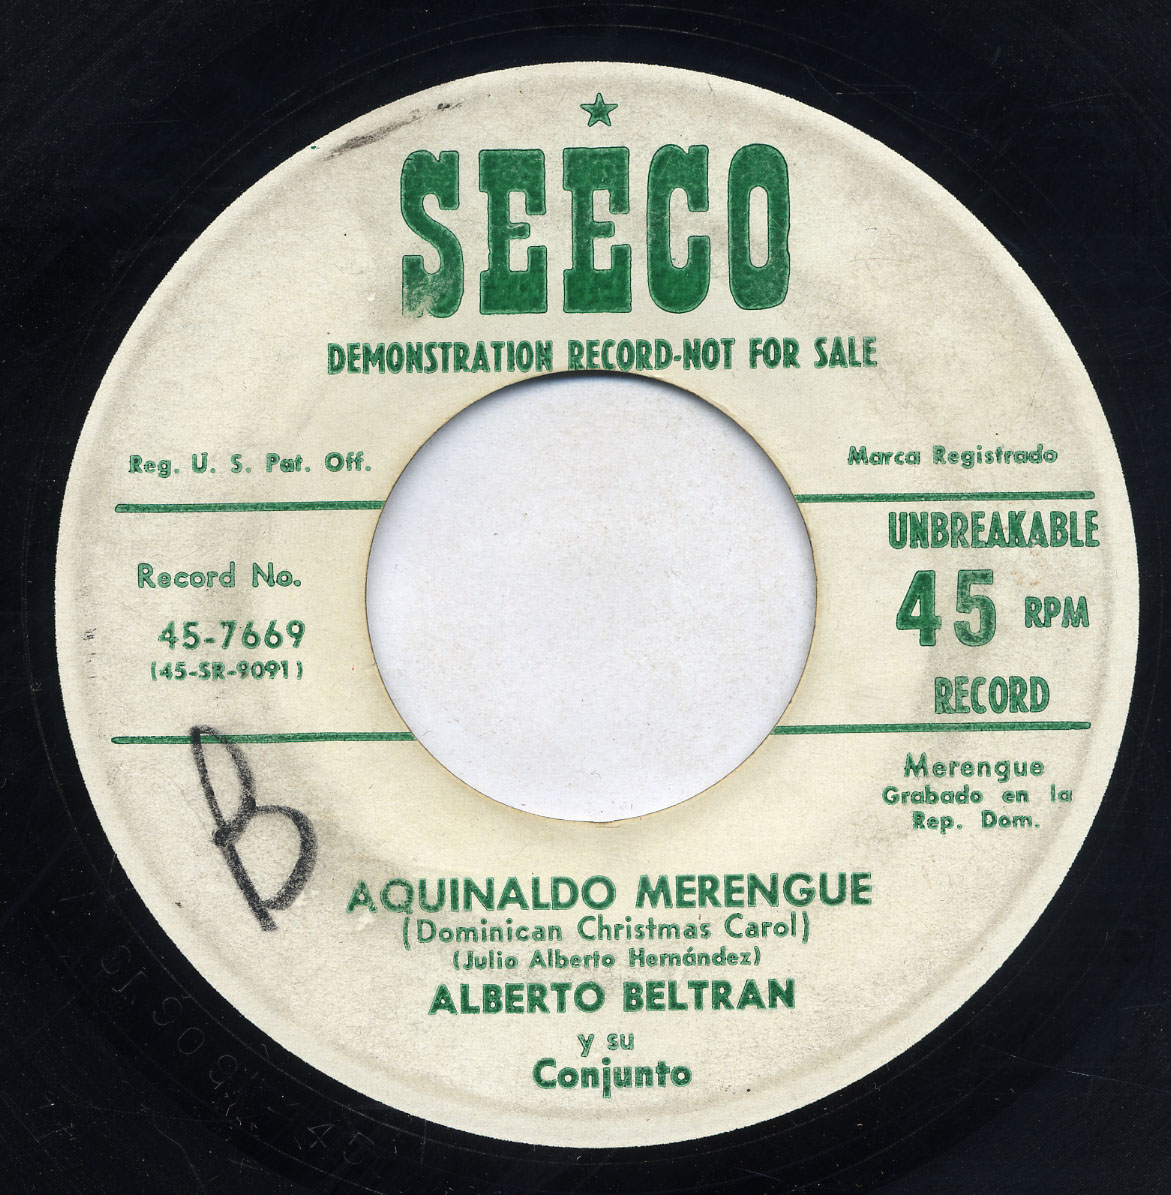 SEECO
DEMONSTRATION RECORD-NOT FOR SALE
Reg. U. S. Pat. Off.
Marca Registrado
UNBREAKABLE
45 RPM
RECORD
Record No.
45-7669
(45-SR-9091)
Merengue
Grabado en la
Rep. Dom.
B
AQUINALDO MERENGUE
(Dominican Christmas Carol)
(Julio Alberto Hernández)
ALBERTO BELTRAN
y su
Conjunto